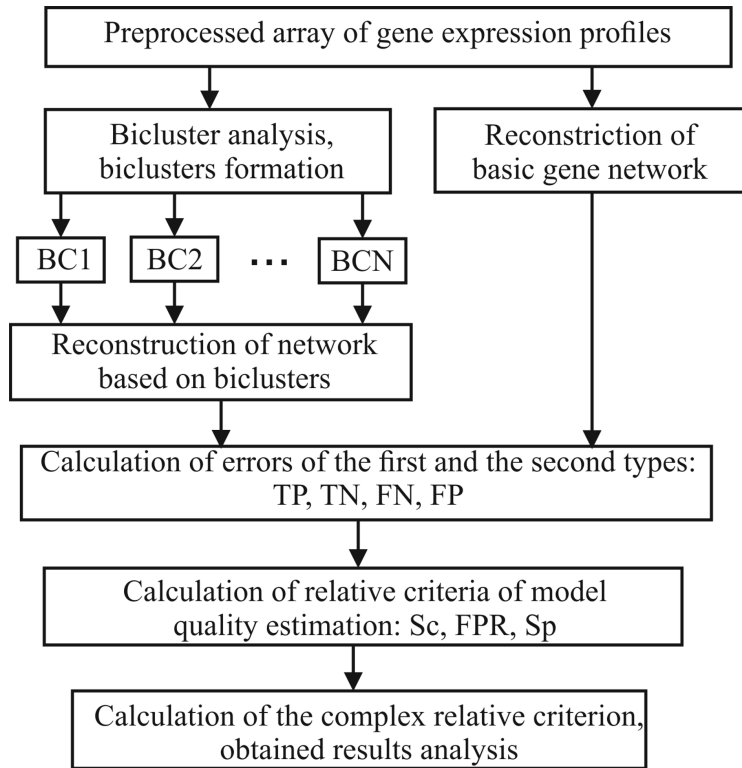 Preprocessed array of gene expression profiles
Bicluster analysis,
biclusters formation
Reconstriction of
basic gene network
BC1
BC2
...
BCN
Reconstruction of network
based on biclusters
Calculation of errors of the first and the second types:
TP, TN, FN, FP
Calculation of relative criteria of model
quality estimation: Sc, FPR, Sp
Calculation of the complex relative criterion,
obtained results analysis